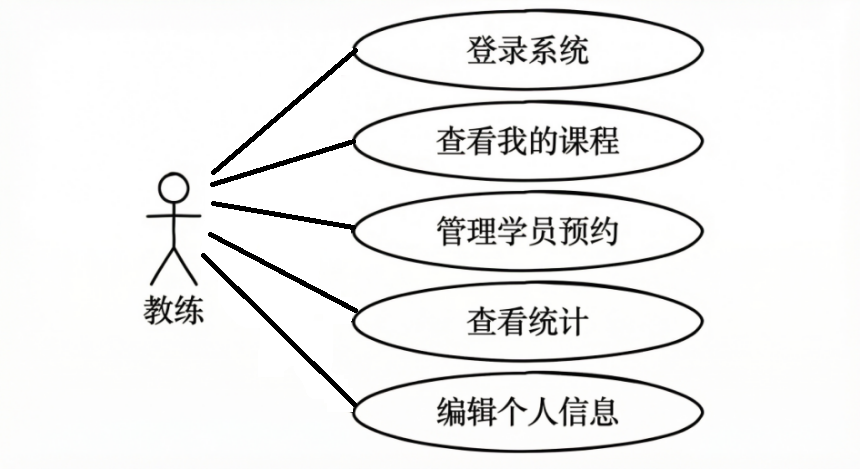 登录系统
查看我的课程
管理学员预约
教练
查看统计
编辑个人信息